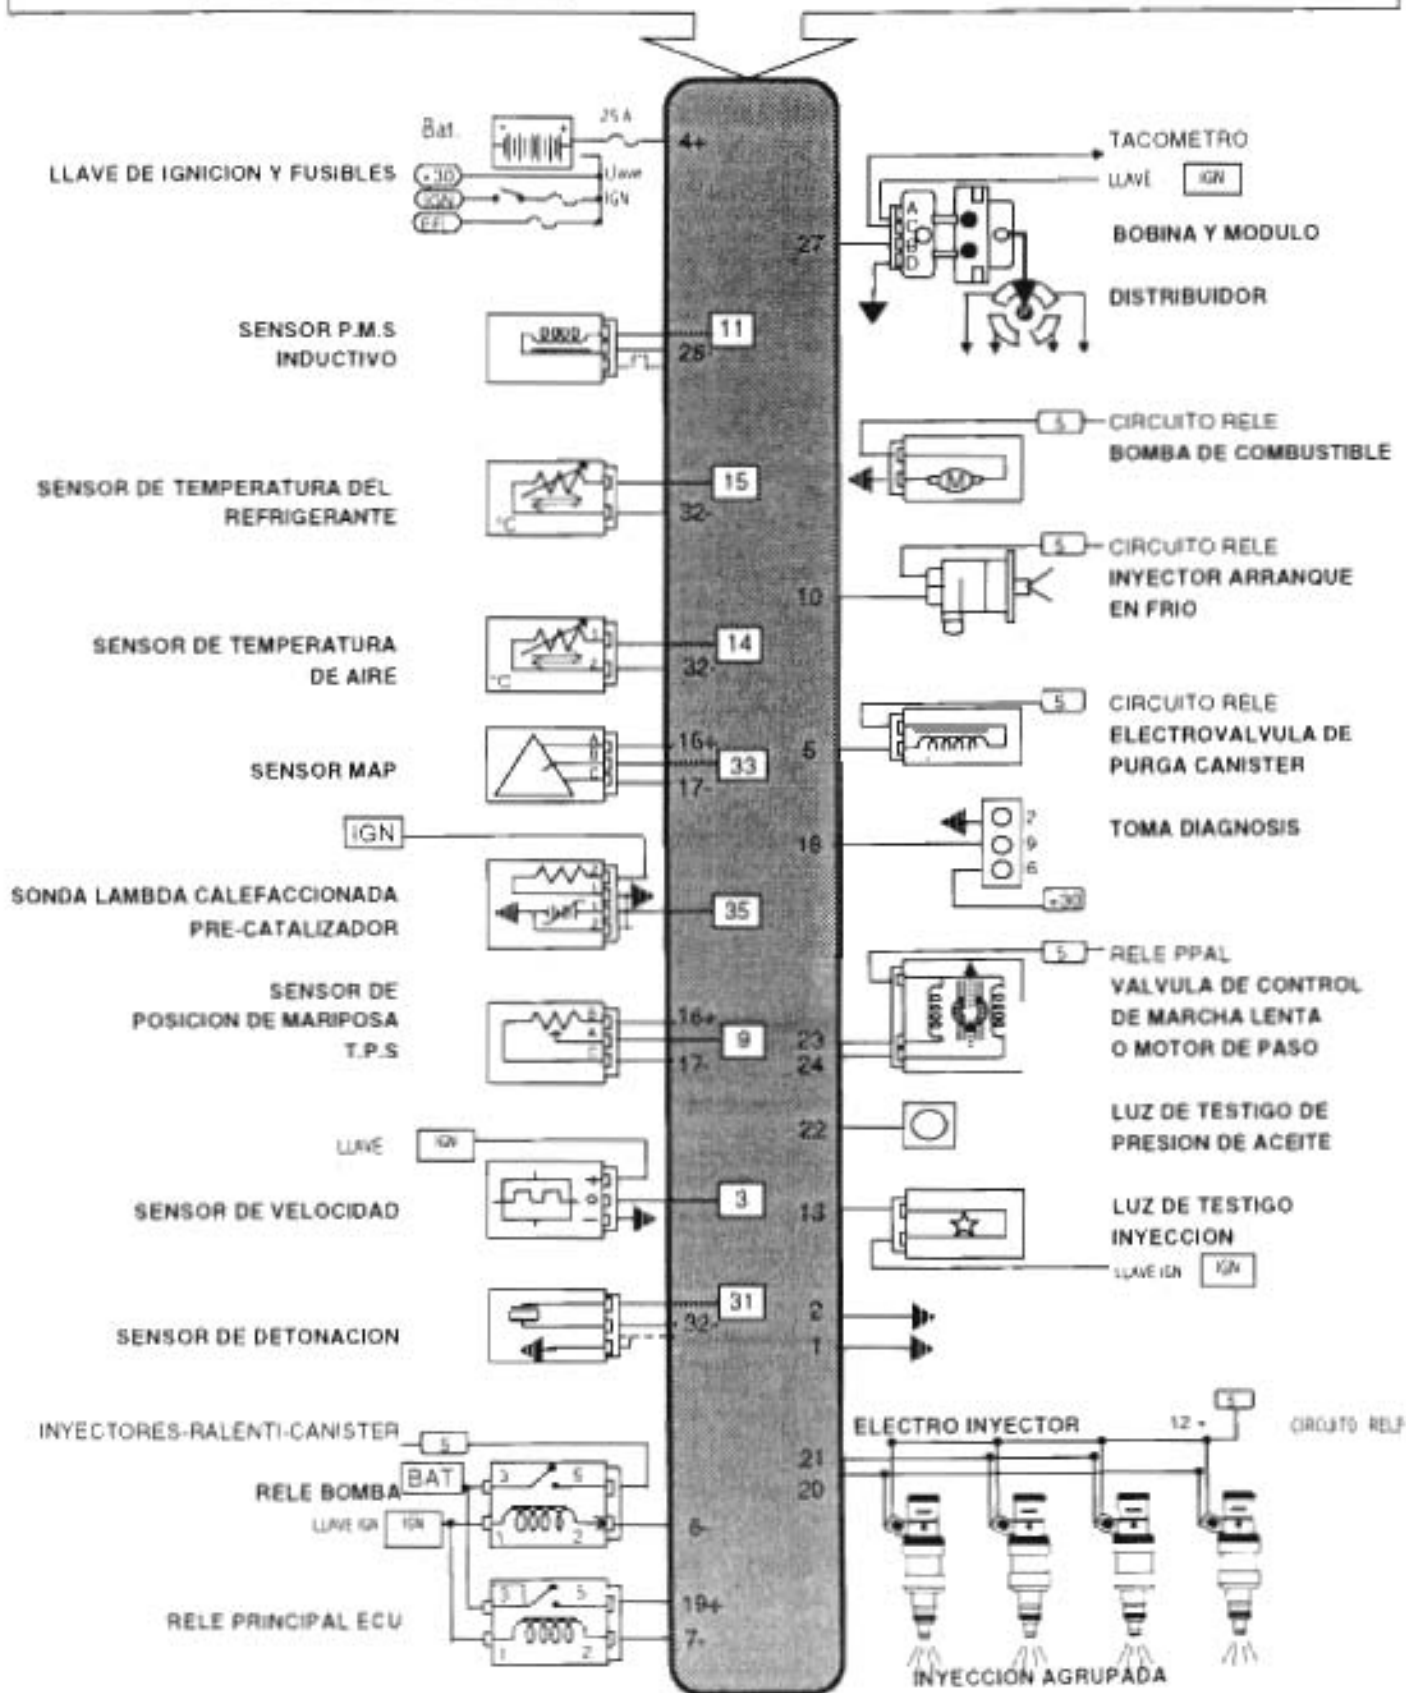 Bat.
25 A
4+
LLAVE DE IGNICION Y FUSIBLES
+30
Llave
IGN
IGN
EFI
TACOMETRO
LLAVE
IGN
A
C
B
D
27
BOBINA Y MODULO
DISTRIBUIDOR
SENSOR P.M.S
INDUCTIVO
11
5
CIRCUITO RELE
BOMBA DE COMBUSTIBLE
M
SENSOR DE TEMPERATURA DEL
REFRIGERANTE
°C
15
32-
5
CIRCUITO RELE
INYECTOR ARRANQUE
EN FRIO
10
SENSOR DE TEMPERATURA
DE AIRE
°C
1
2
14
32-
5
CIRCUITO RELE
ELECTROVALVULA DE
PURGA CANISTER
5
SENSOR MAP
A
B
C
16+
33
17-
TOMA DIAGNOSIS
2
9
6
18
+30
IGN
SONDA LAMBDA CALEFACCIONADA
PRE-CATALIZADOR
35
5
RELE PPAL
VALVULA DE CONTROL
DE MARCHA LENTA
O MOTOR DE PASO
23
24
SENSOR DE
POSICION DE MARIPOSA
T.P.S
16+
9
17-
22
LUZ DE TESTIGO DE
PRESION DE ACEITE
LLAVE
IGN
SENSOR DE VELOCIDAD
+
0
−
3
13
LUZ DE TESTIGO
INYECCION
LLAVE IGN
IGN
SENSOR DE DETONACION
31
32-
2
1
INYECTORES-RALENTI-CANISTER
5
BAT
RELE BOMBA
LLAVE IGN
IGN
3
5
1
2
ELECTRO INYECTOR
12 +
5
CIRCUITO RELE
21
20
RELE PRINCIPAL ECU
3
5
1
2
19+
7-
INYECCION AGRUPADA